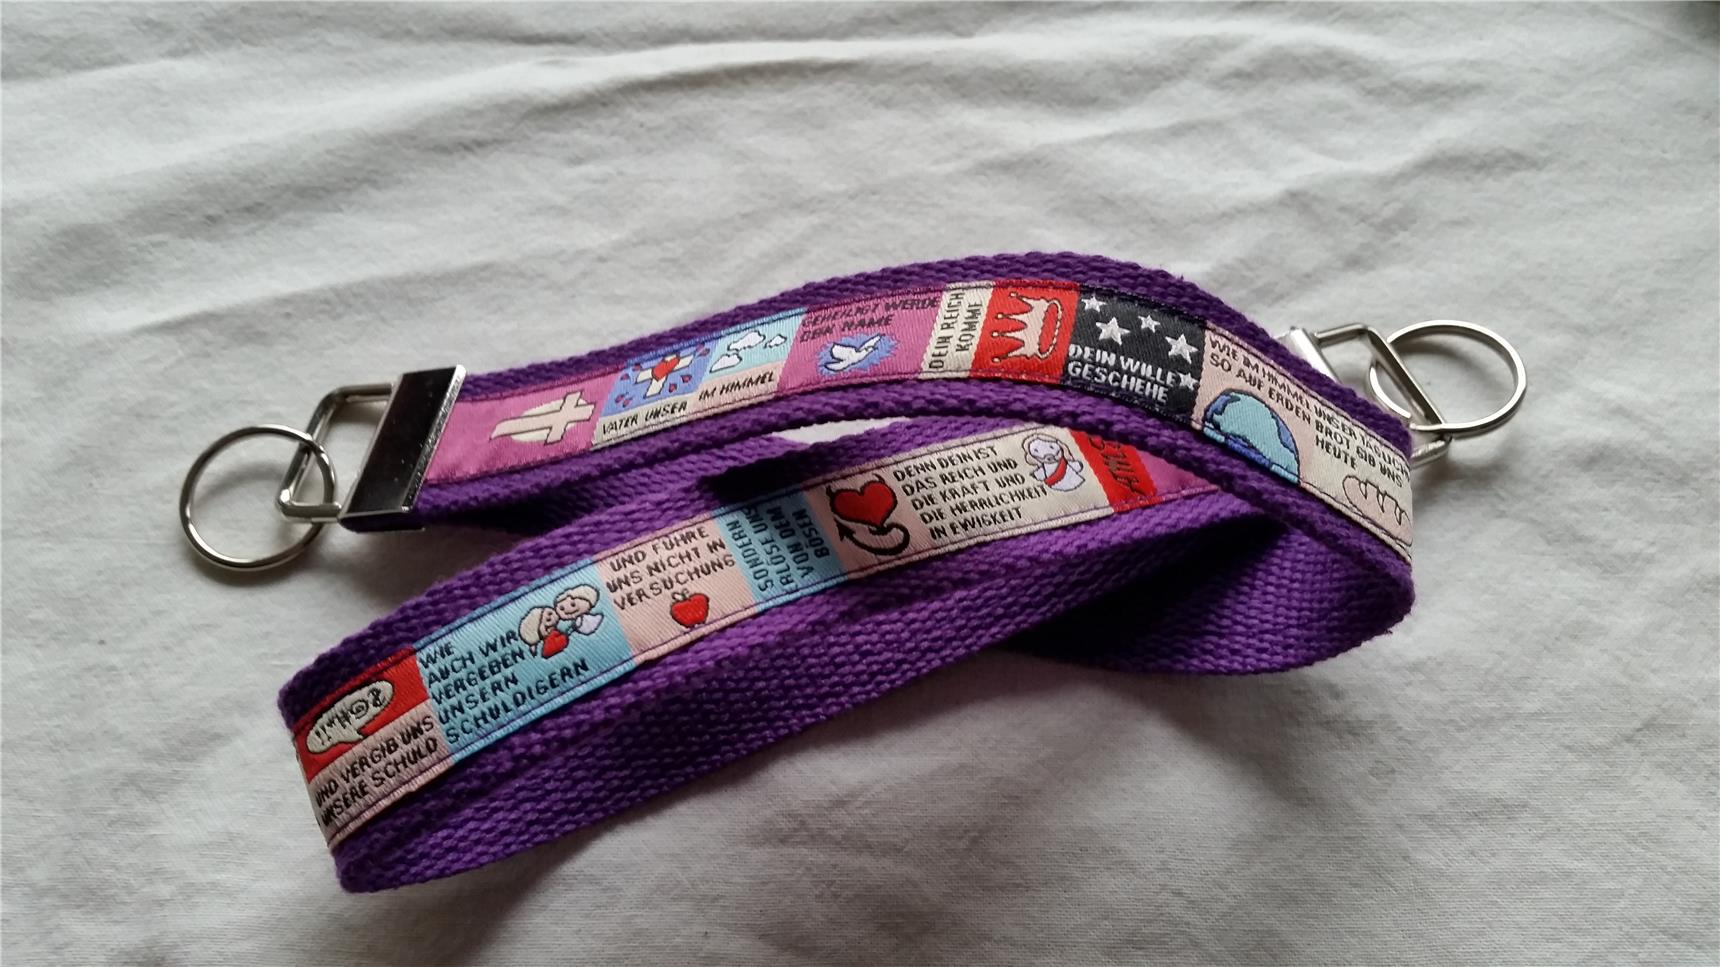 VATER UNSER IM HIMMEL
GEHEILIGT WERDE
DEIN NAME
DEIN REICH
KOMME
DEIN WILLE
GESCHEHE
WIE IM HIMMEL
SO AUF ERDEN
UNSER TÄGLICH
BROT GIB UNS
HEUTE
&@#!*!!
UND VERGIB UNS
UNSERE SCHULD
WIE
AUCH WIR
VERGEBEN
UNSERN
SCHULDIGERN
UND FÜHRE
UNS NICHT IN
VERSUCHUNG
SONDERN
ERLÖSE UNS
VON DEM
BÖSEN
DENN DEIN IST
DAS REICH UND
DIE KRAFT UND
DIE HERRLICHKEIT
IN EWIGKEIT